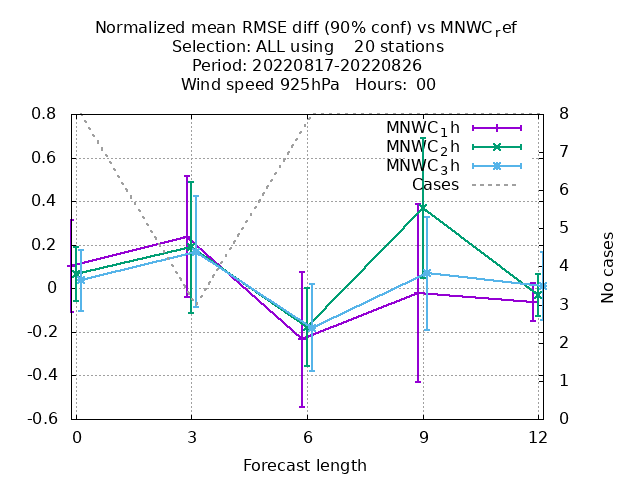 Normalized mean RMSE diff (90% conf) vs MNWCref
Selection: ALL using    20 stations
Period: 20220817-20220826
Wind speed 925hPa   Hours:  00
0.8
0.6
0.4
0.2
0
-0.2
-0.4
-0.6
8
7
6
5
4
3
2
1
0
MNWC1h
MNWC2h
MNWC3h
Cases
No cases
0 3 6 9 12
Forecast length